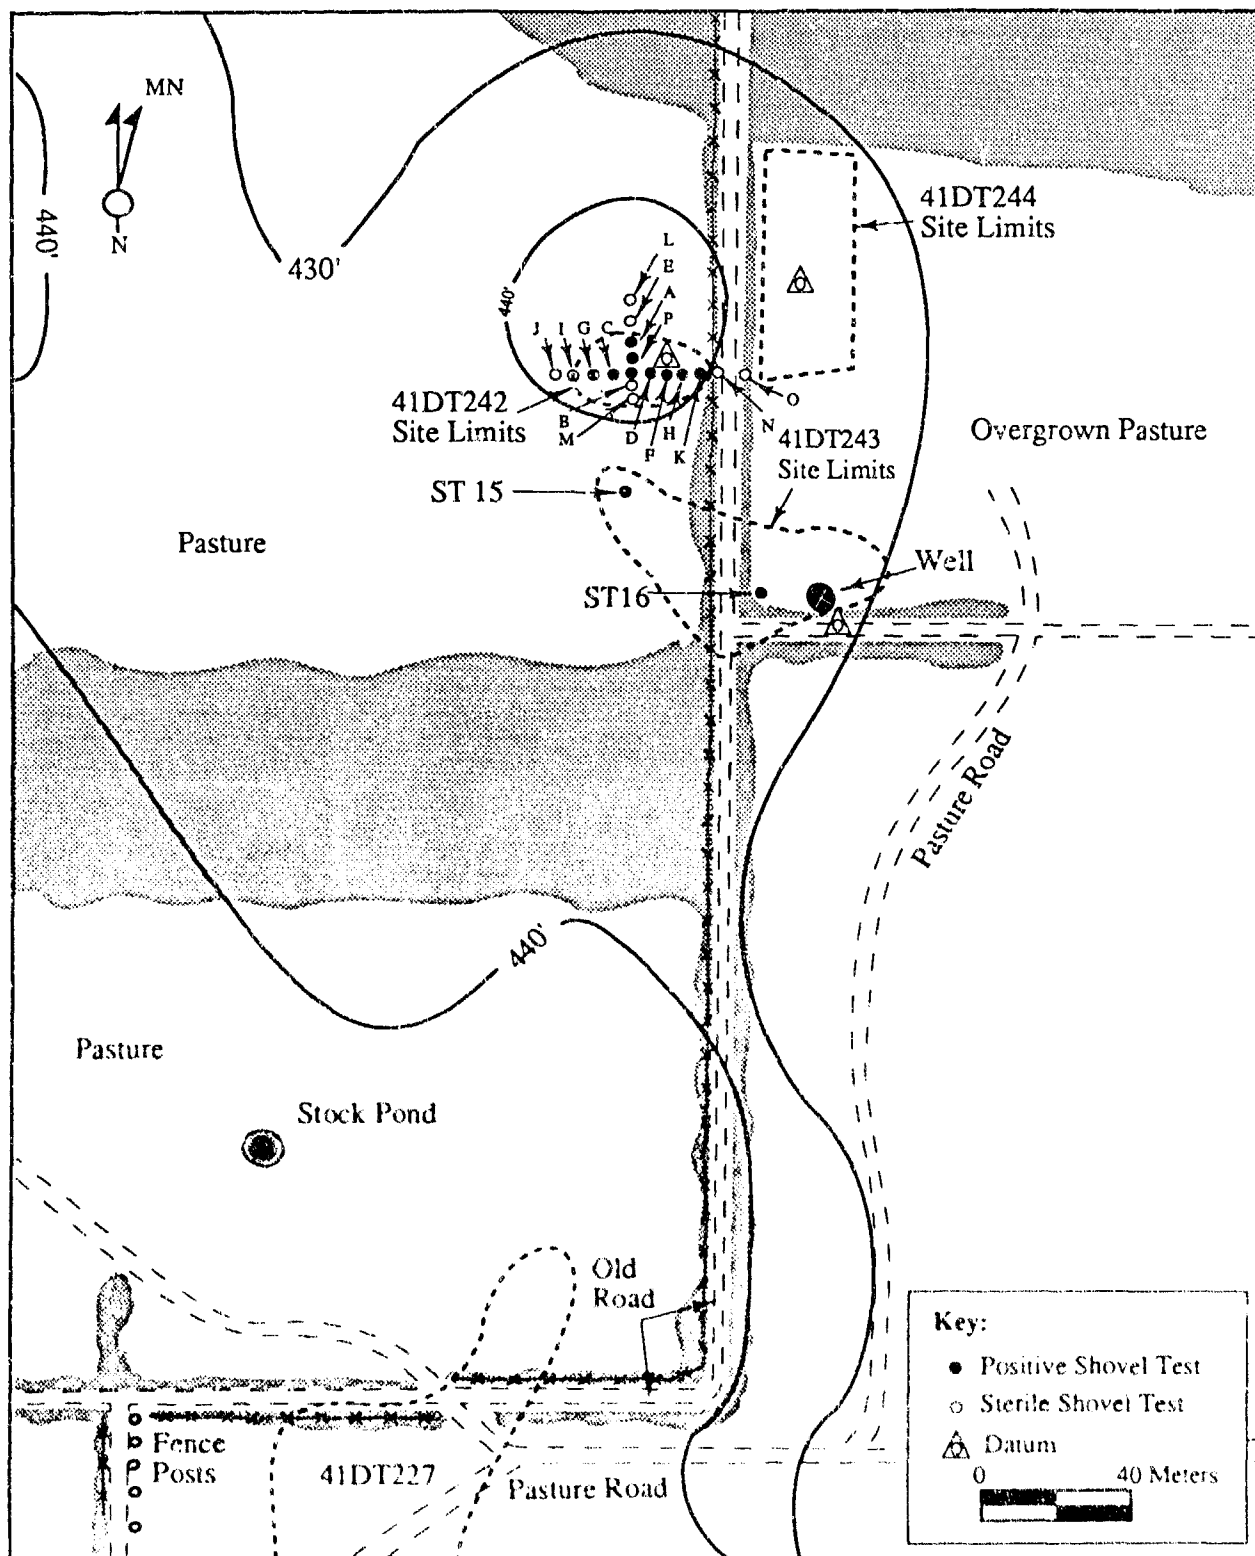 MN
N
440'
430'
440'
41DT244
Site Limits
L
E
A
P
J
I
G
C
41DT242
Site Limits
B
M
D
F
H
K
N
O
41DT243
Site Limits
Overgrown Pasture
ST 15
Pasture
Well
ST16
Pasture Road
440'
Pasture
Stock Pond
Old
Road
Fence
Posts
41DT227
Pasture Road
Key:
Positive Shovel Test
Sterile Shovel Test
Datum
0 40 Meters